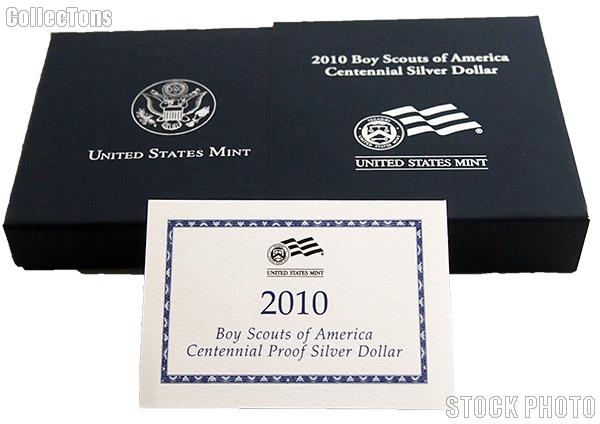 COLLECTONS
2010 Boy Scouts of America
Centennial Silver Dollar
UNITED STATES MINT
UNITED STATES MINT
UNITED STATES MINT
2010
Boy Scouts of America
Centennial Proof Silver Dollar
STOCK PHOTO